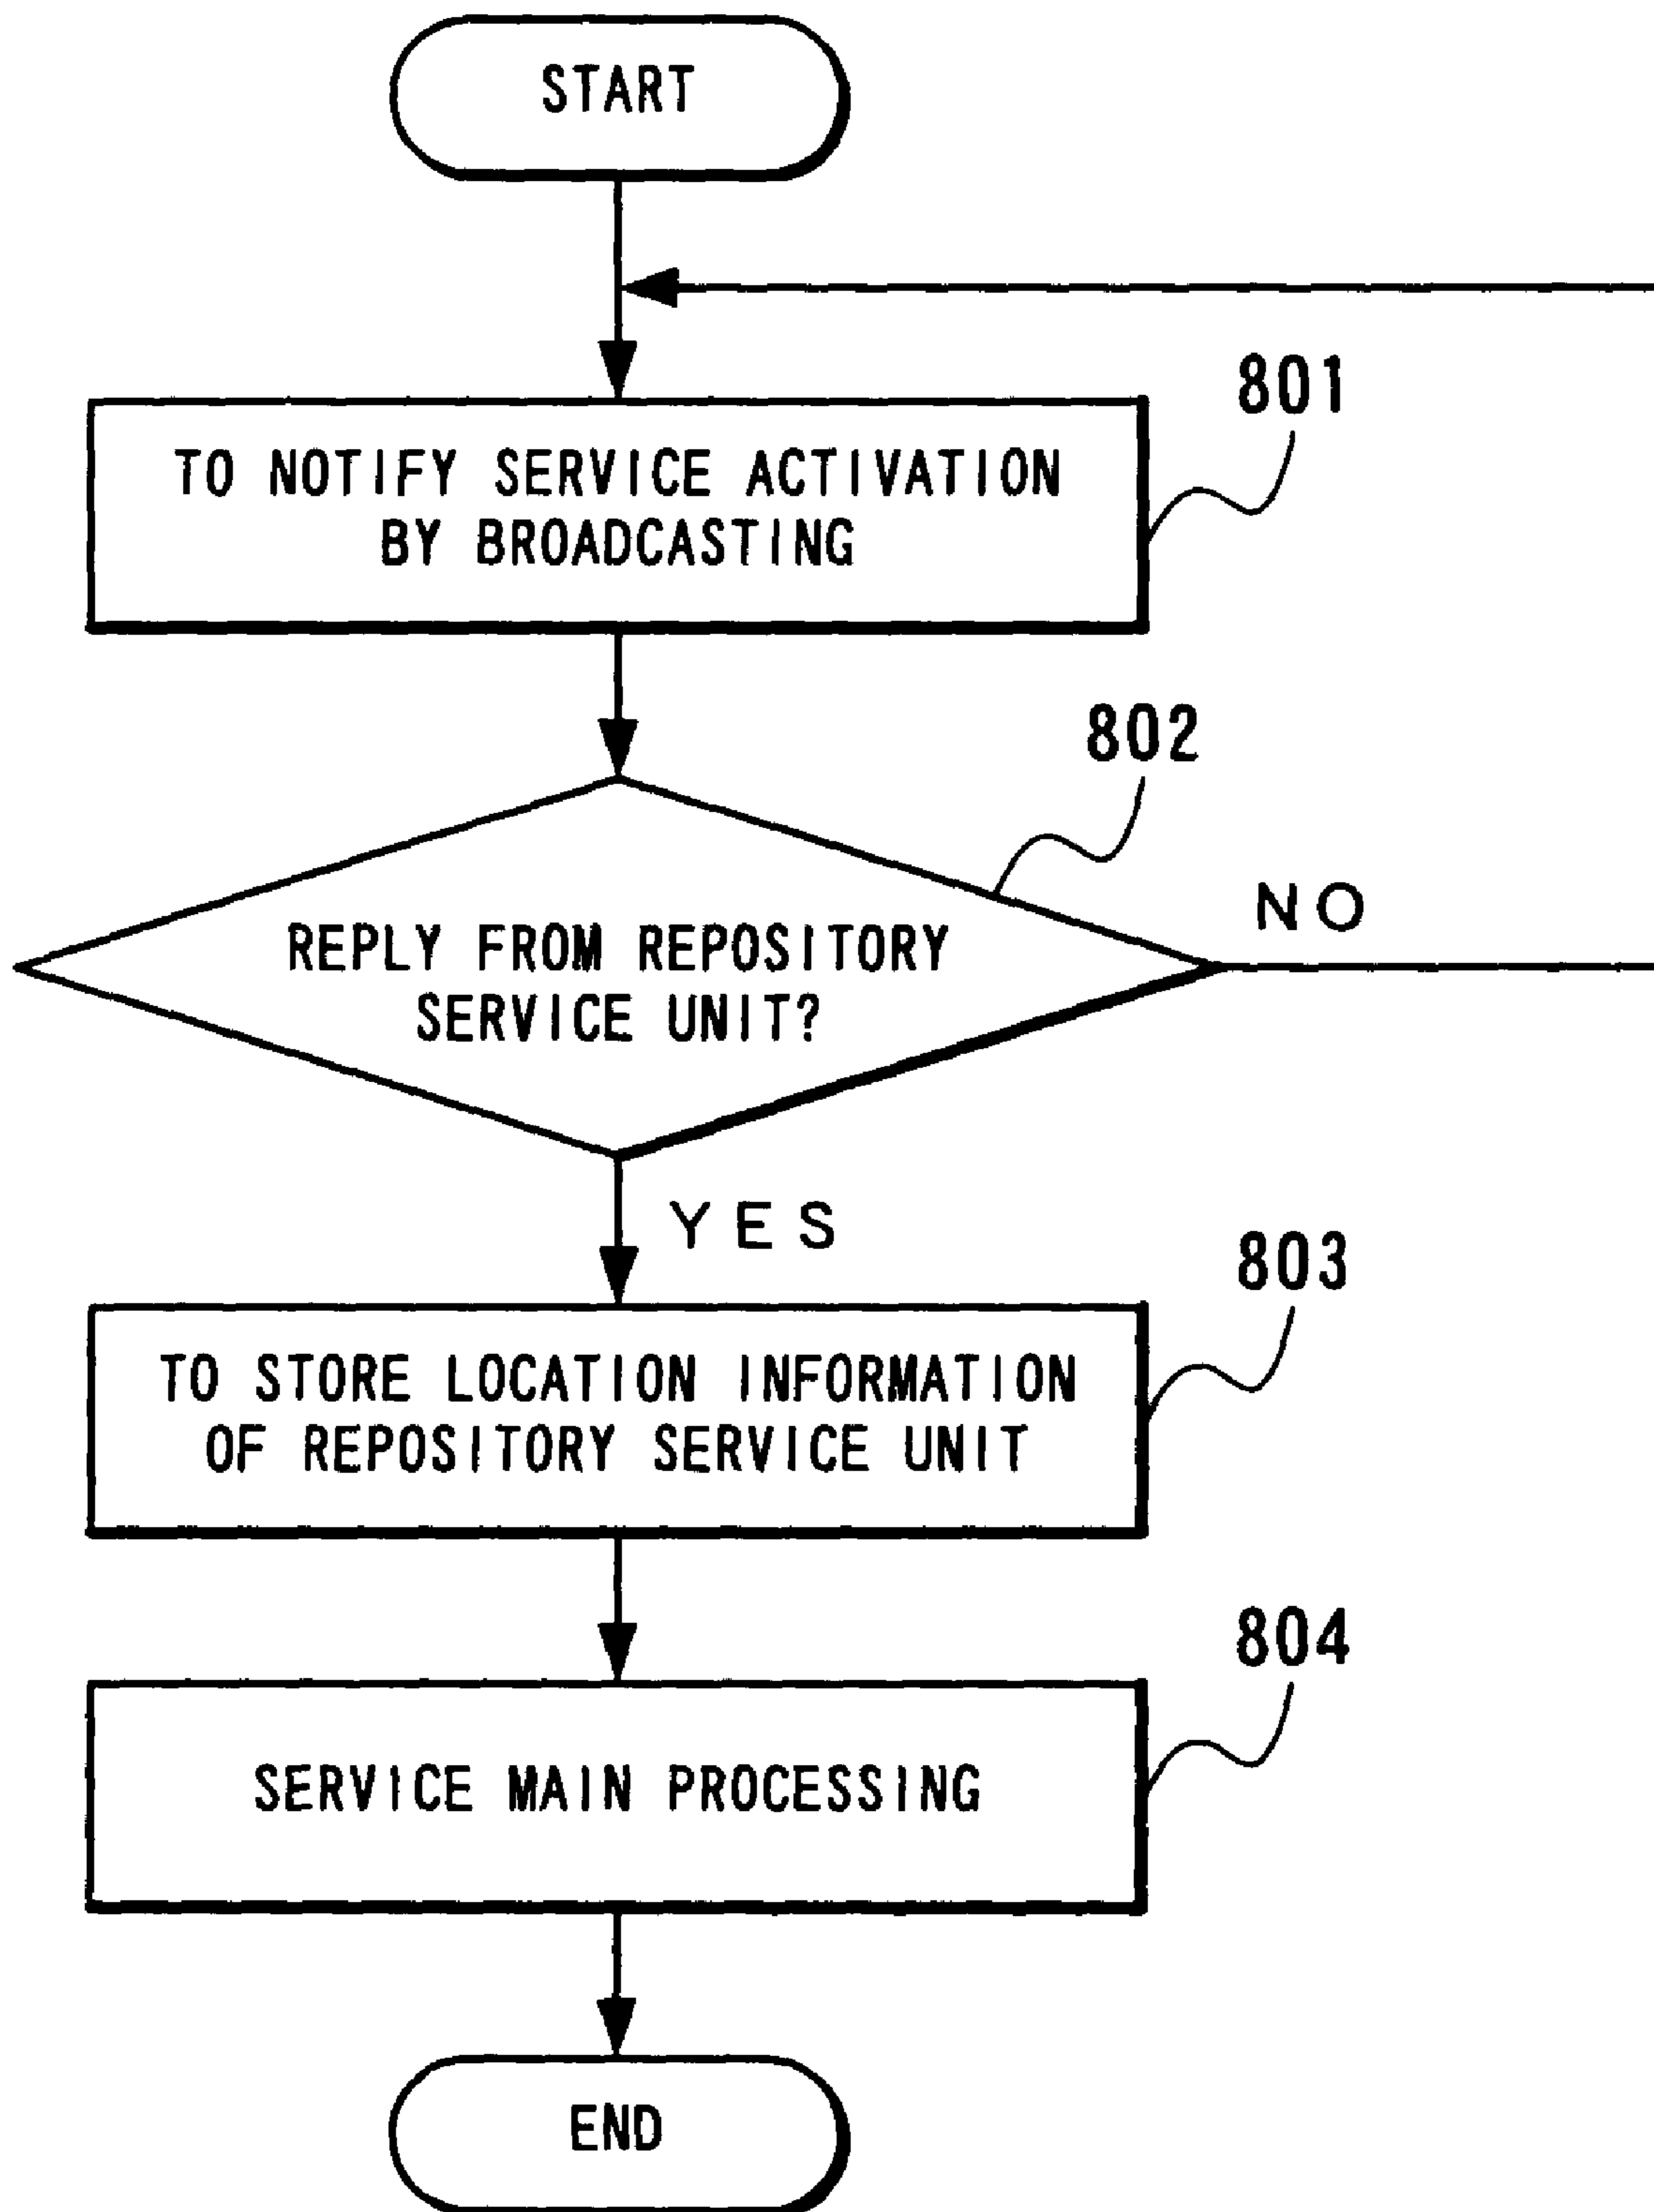 START
801
TO NOTIFY SERVICE ACTIVATION
BY BROADCASTING
802
NO
REPLY FROM REPOSITORY
SERVICE UNIT?
YES
803
TO STORE LOCATION INFORMATION
OF REPOSITORY SERVICE UNIT
804
SERVICE MAIN PROCESSING
END